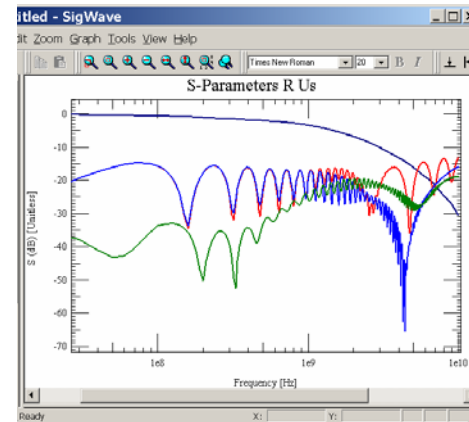 titled - SigWave
dit Zoom Graph Tools View Help
Times New Roman 20 B I
S-Parameters R Us
0
-10
-20
-30
-40
-50
-60
-70
S (dB) [Unitless]
1e8 1e9 1e10
Frequency [Hz]
Ready X: Y: